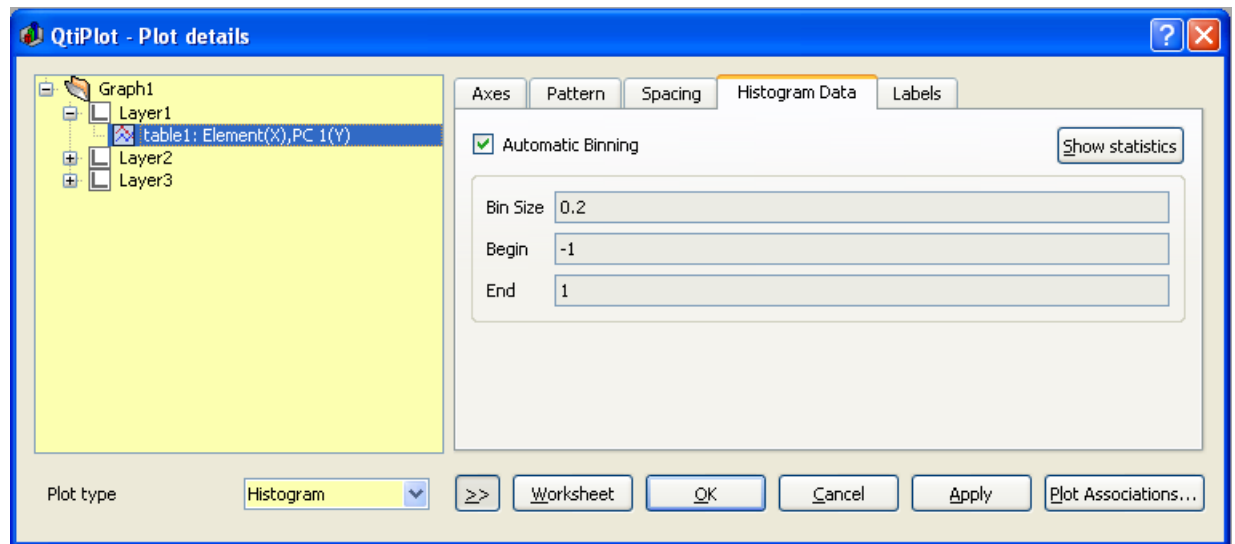 QtiPlot - Plot details
Graph1
Layer1
table1: Element(X),PC 1(Y)
Layer2
Layer3
Axes Pattern Spacing Histogram Data Labels
Automatic Binning Show statistics
Bin Size 0.2
Begin -1
End 1
Plot type Histogram >> Worksheet OK Cancel Apply Plot Associations...